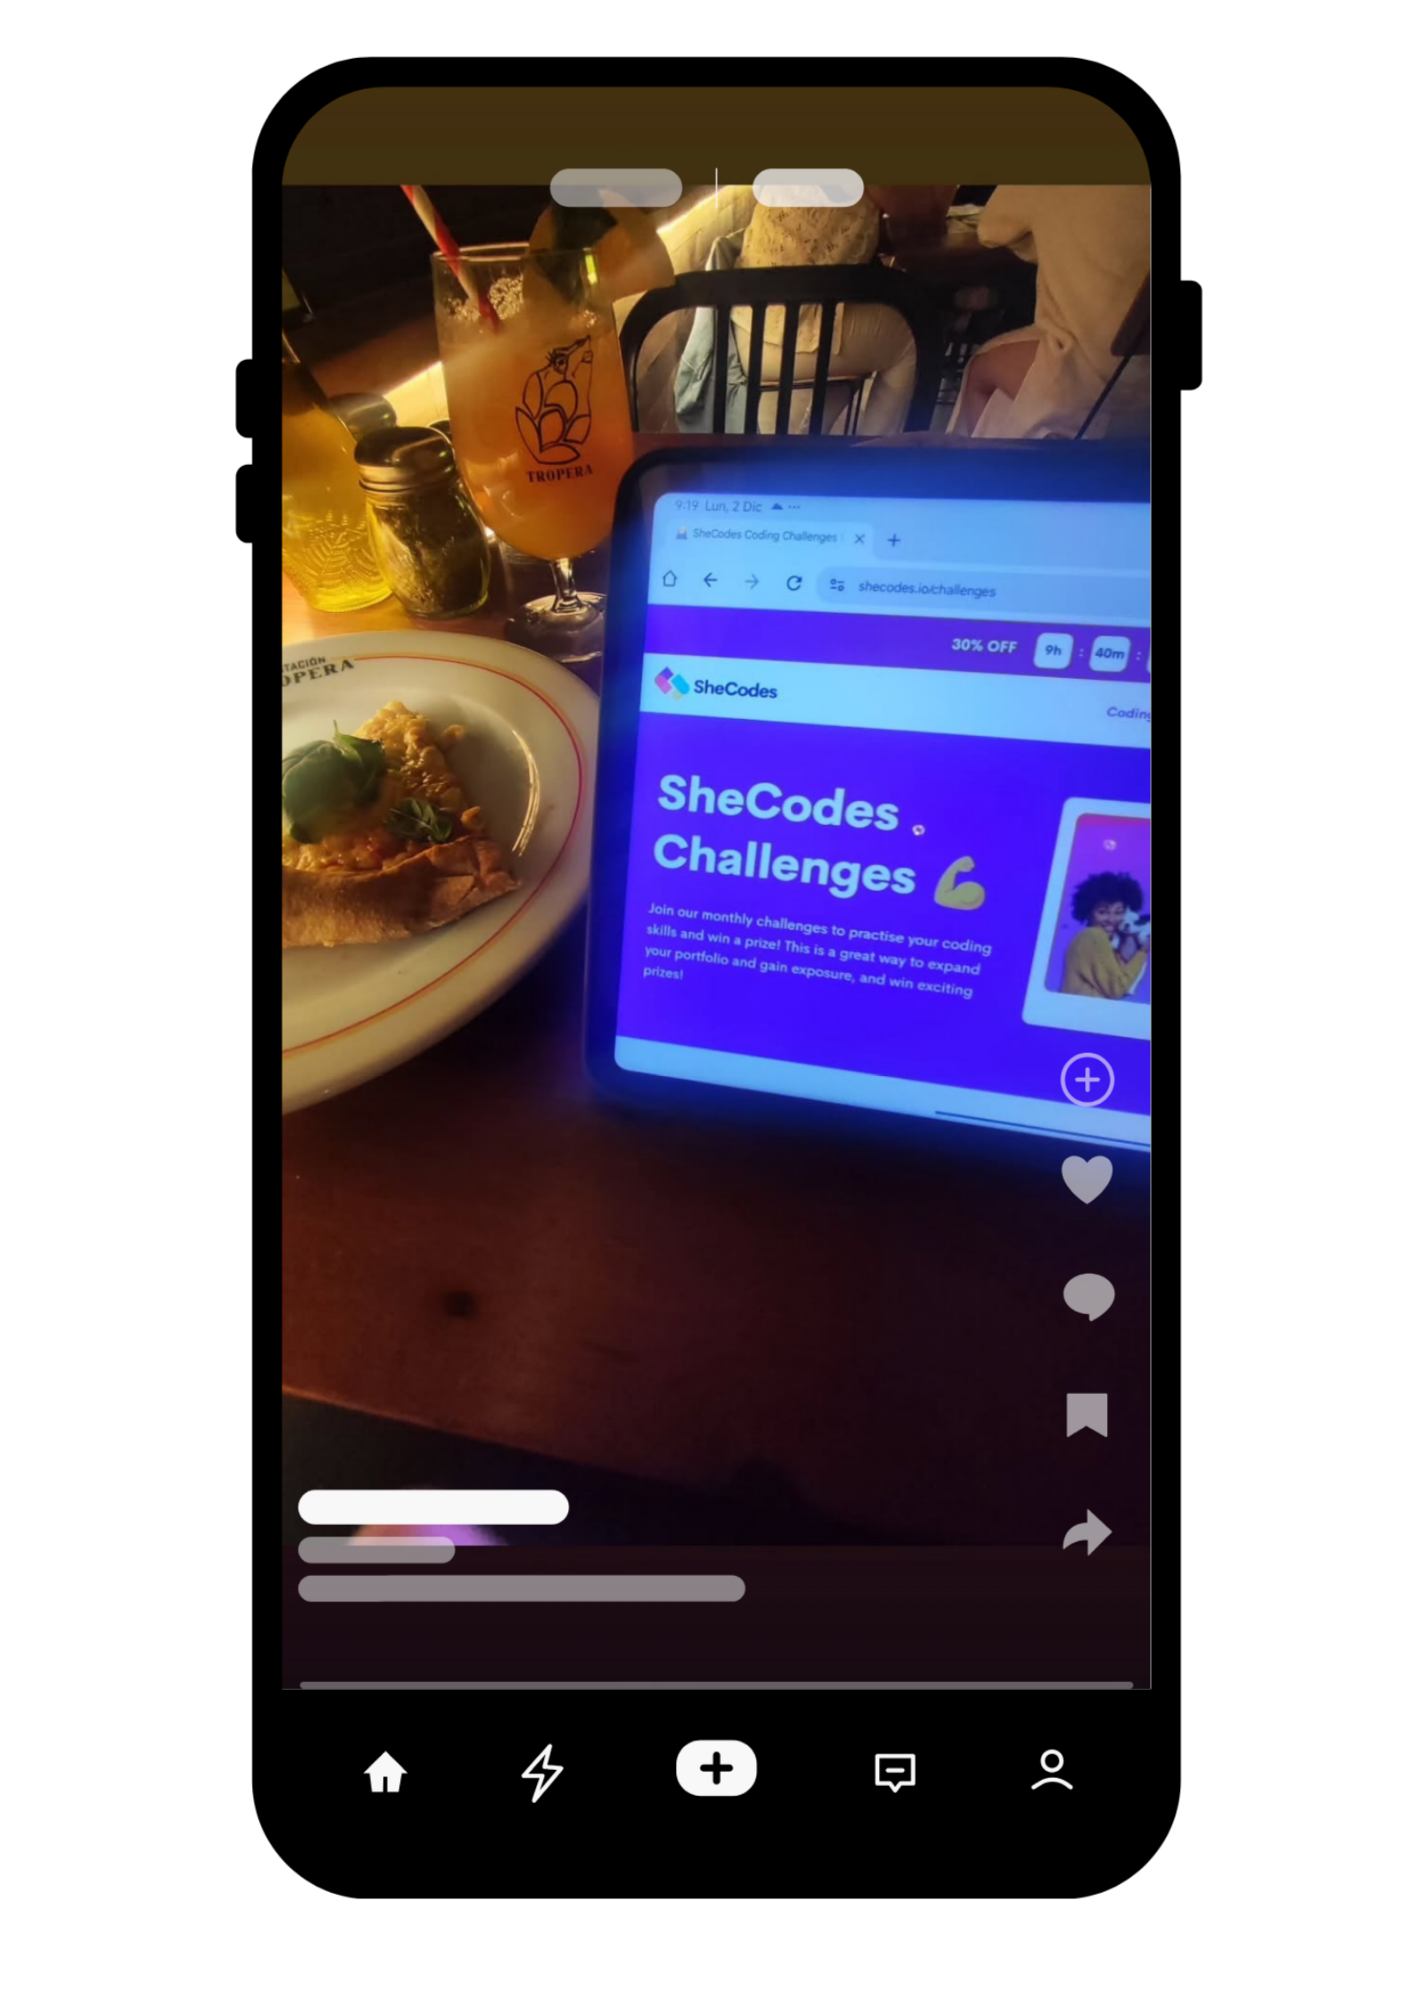 TROPERA
9:19 Lun, 2 Dic
SheCodes Coding Challenges
shecodes.io/challenges
30% OFF 9h : 40m :
SheCodes
SheCodes
Challenges 💪
Join our monthly challenges to practise your coding
skills and win a prize! This is a great way to expand
your portfolio and gain exposure, and win exciting
prizes!